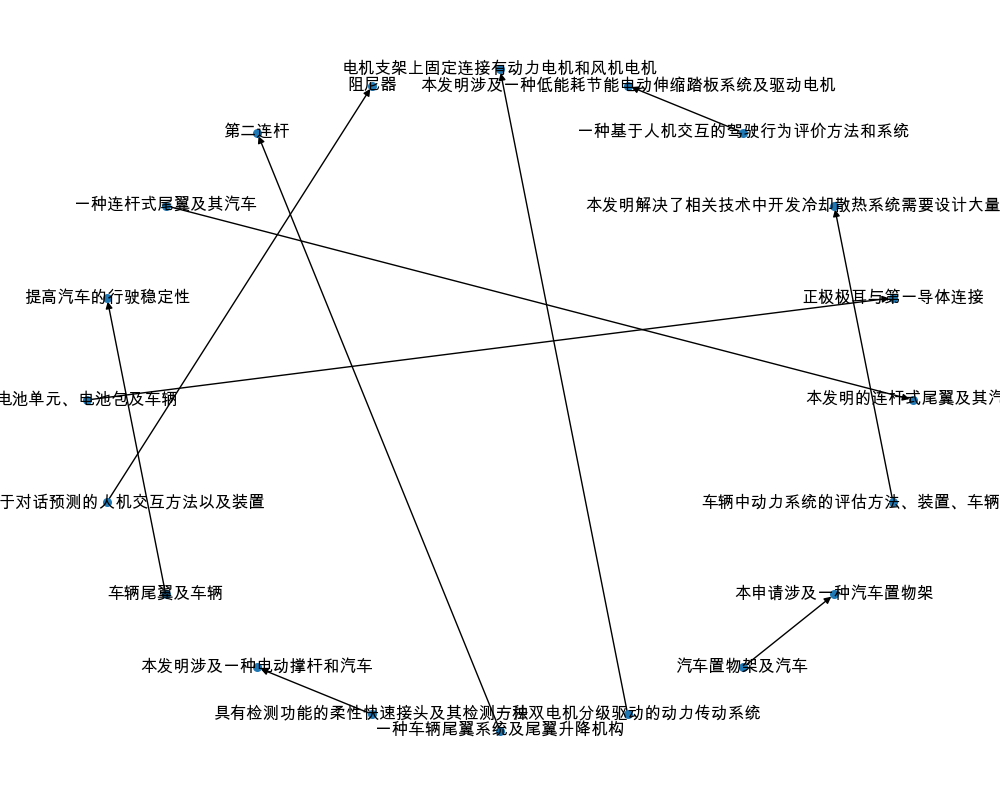 电机支架上固定连接有动力电机和风机电机
阻尼器
本发明涉及一种低能耗节能电动伸缩踏板系统及驱动电机
第二连杆
一种基于人机交互的驾驶行为评价方法和系统
一种连杆式尾翼及其汽车
本发明解决了相关技术中开发冷却散热系统需要设计大量
提高汽车的行驶稳定性
正极极耳与第一导体连接
电池单元、电池包及车辆
本发明的连杆式尾翼及其汽
于对话预测的人机交互方法以及装置
车辆中动力系统的评估方法、装置、车辆
车辆尾翼及车辆
本申请涉及一种汽车置物架
本发明涉及一种电动撑杆和汽车
汽车置物架及汽车
具有检测功能的柔性快速接头及其检测方法
双电机分级驱动的动力传动系统
一种车辆尾翼系统及尾翼升降机构